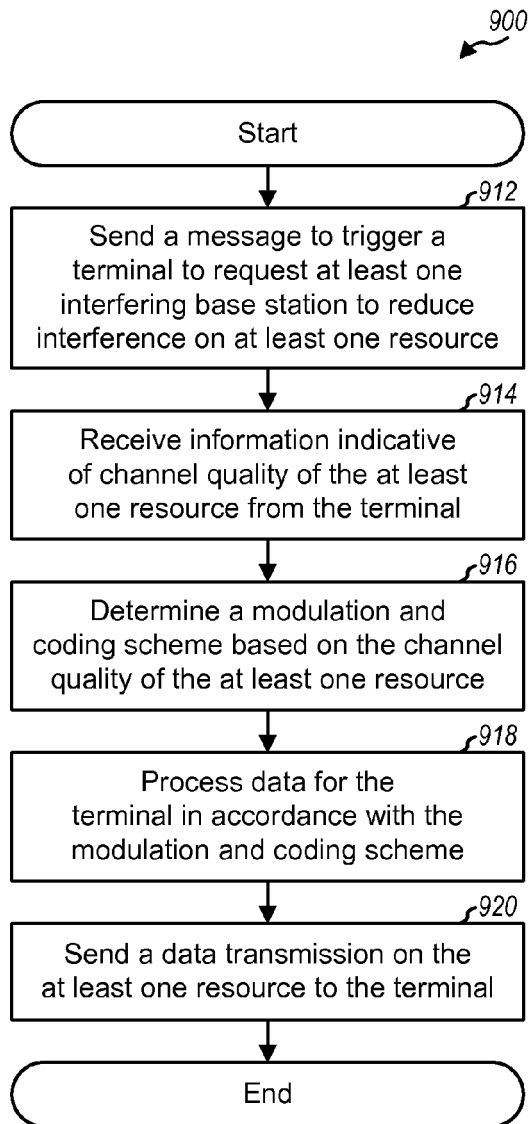 900
Start
912
Send a message to trigger a
terminal to request at least one
interfering base station to reduce
interference on at least one resource
914
Receive information indicative
of channel quality of the at least
one resource from the terminal
916
Determine a modulation and
coding scheme based on the channel
quality of the at least one resource
918
Process data for the
terminal in accordance with the
modulation and coding scheme
920
Send a data transmission on the
at least one resource to the terminal
End